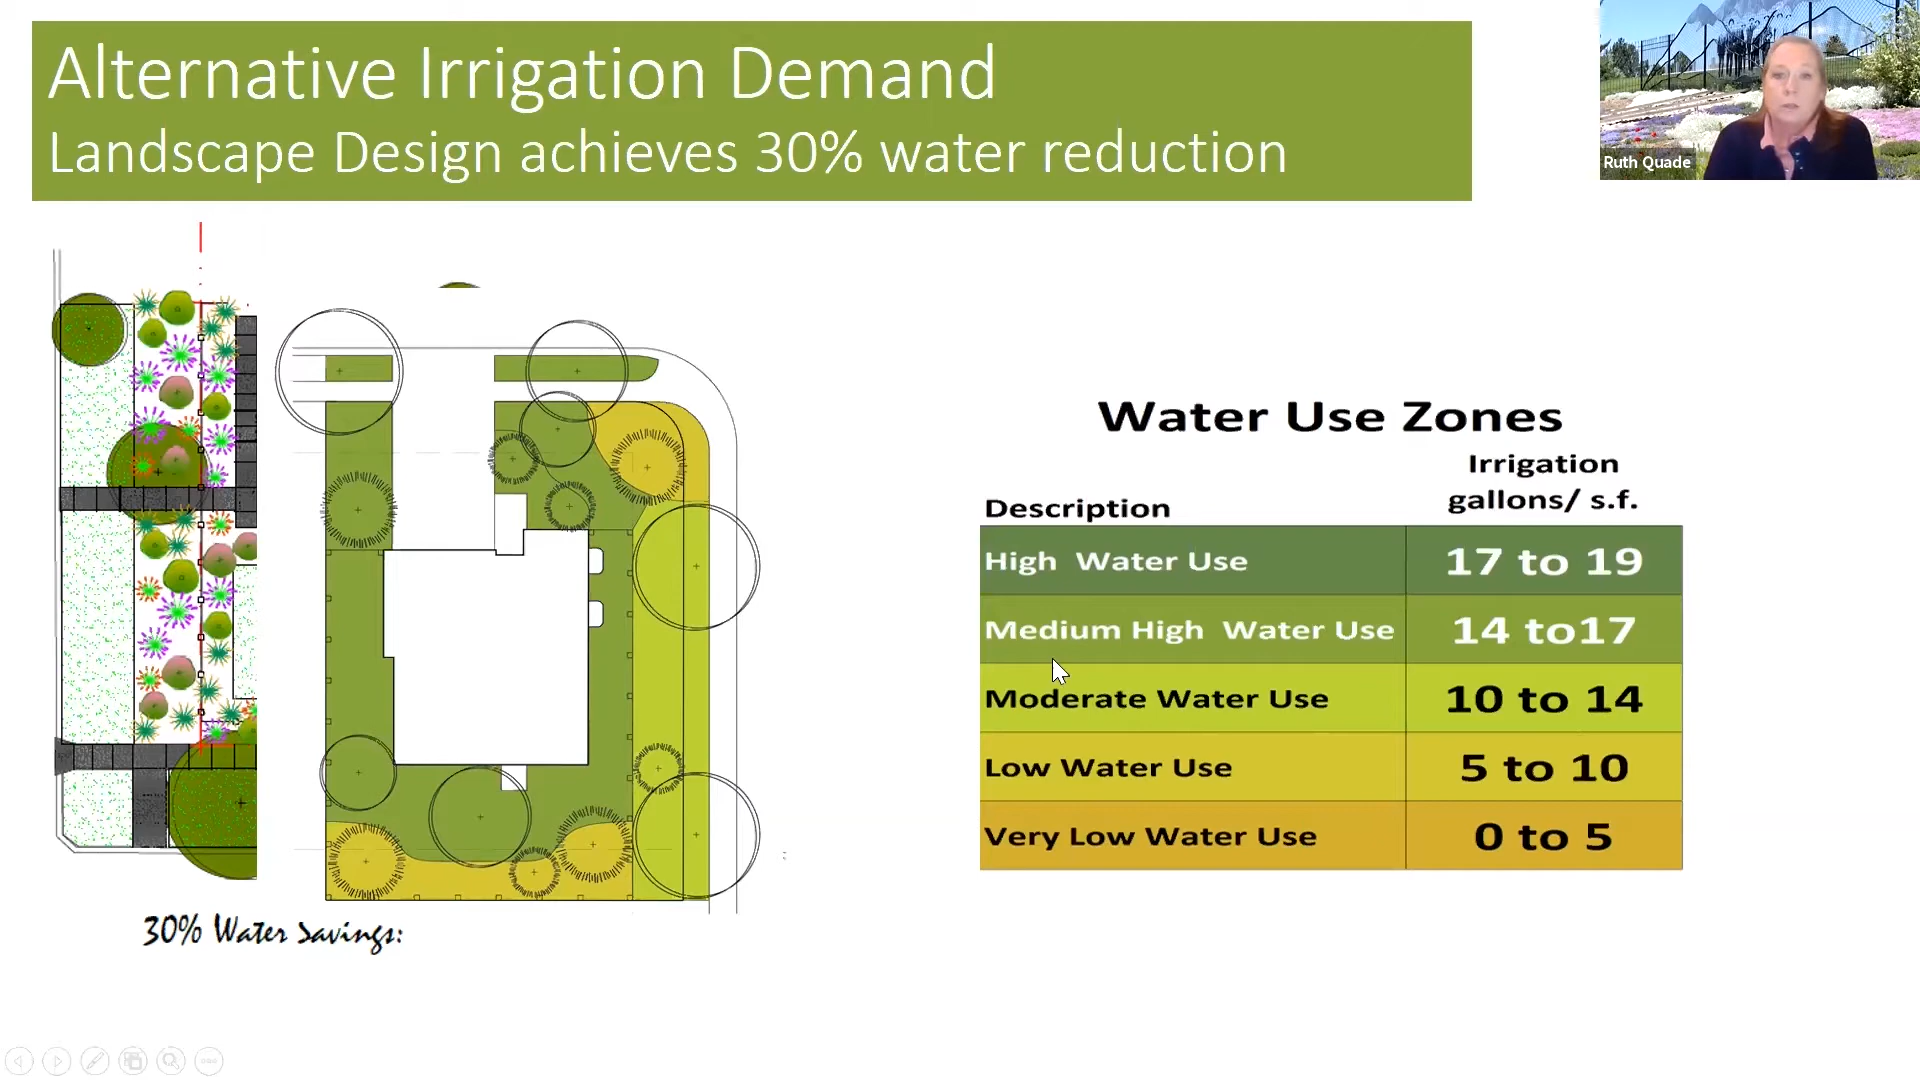 Alternative Irrigation Demand
Landscape Design achieves 30% water reduction
Ruth Quade
Water Use Zones
Irrigation
gallons/ s.f.
Description
High Water Use 17 to 19
Medium High Water Use 14 to17
Moderate Water Use 10 to 14
Low Water Use 5 to 10
Very Low Water Use 0 to 5
30% Water Savings: